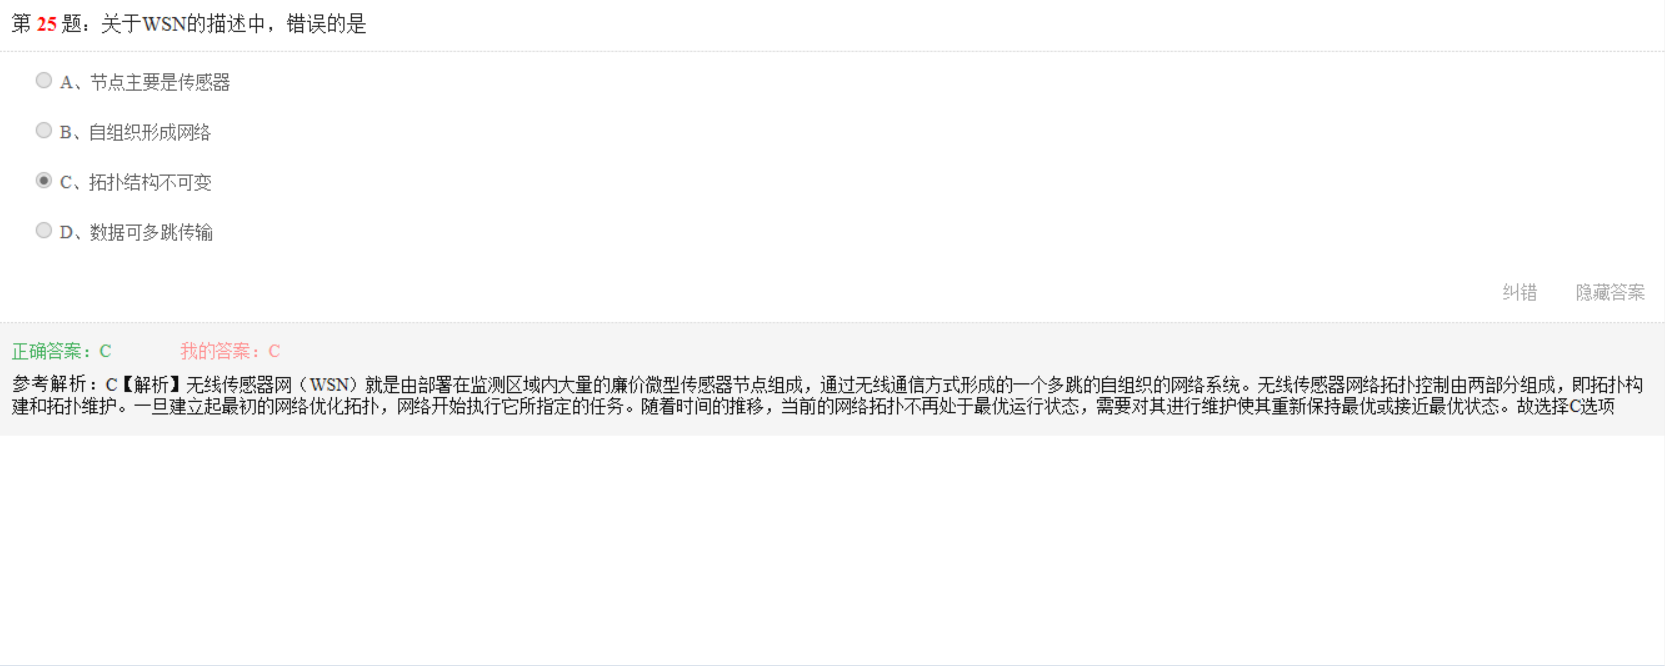 第 25 题：关于WSN的描述中，错误的是
A、节点主要是传感器
B、自组织形成网络
C、拓扑结构不可变
D、数据可多跳传输
纠错 隐藏答案
正确答案：C 我的答案：C
参考解析：C【解析】无线传感器网（WSN）就是由部署在监测区域内大量的廉价微型传感器节点组成，通过无线通信方式形成的一个多跳的自组织的网络系统。无线传感器网络拓扑控制由两部分组成，即拓扑构
建和拓扑维护。一旦建立起最初的网络优化拓扑，网络开始执行它所指定的任务。随着时间的推移，当前的网络拓扑不再处于最优运行状态，需要对其进行维护使其重新保持最优或接近最优状态。故选择C选项